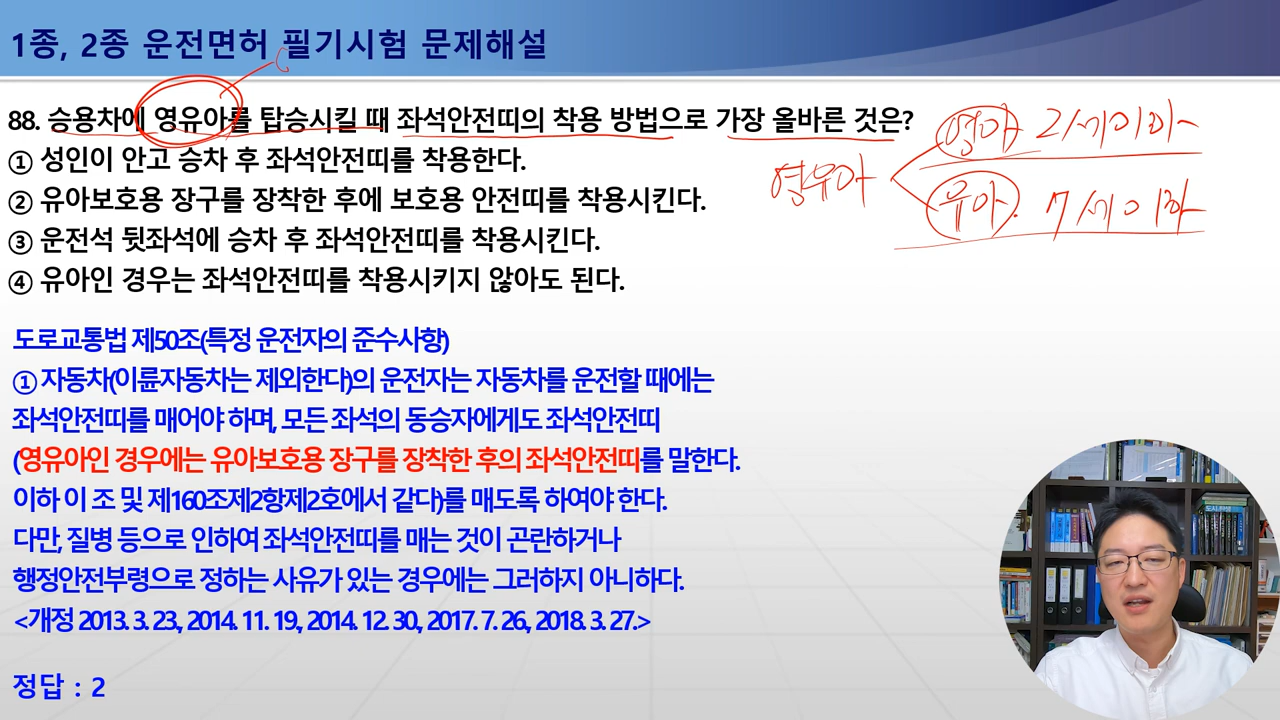 1종, 2종 운전면허 필기시험 문제해설
88. 승용차에 영유아를 탑승시킬 때 좌석안전띠의 착용 방법으로 가장 올바른 것은?
① 성인이 안고 승차 후 좌석안전띠를 착용한다.
② 유아보호용 장구를 장착한 후에 보호용 안전띠를 착용시킨다.
③ 운전석 뒷좌석에 승차 후 좌석안전띠를 착용시킨다.
④ 유아인 경우는 좌석안전띠를 착용시키지 않아도 된다.
영유아
영아 2세이하
유아. 7세이하
도로교통법 제50조(특정 운전자의 준수사항)
① 자동차(이륜자동차는 제외한다)의 운전자는 자동차를 운전할 때에는
좌석안전띠를 매어야 하며, 모든 좌석의 동승자에게도 좌석안전띠
(영유아인 경우에는 유아보호용 장구를 장착한 후의 좌석안전띠를 말한다.
이하 이 조 및 제160조제2항제2호에서 같다)를 매도록 하여야 한다.
다만, 질병 등으로 인하여 좌석안전띠를 매는 것이 곤란하거나
행정안전부령으로 정하는 사유가 있는 경우에는 그러하지 아니하다.
<개정 2013. 3. 23., 2014. 11. 19., 2014. 12. 30., 2017. 7. 26., 2018. 3. 27.>
정답 : 2